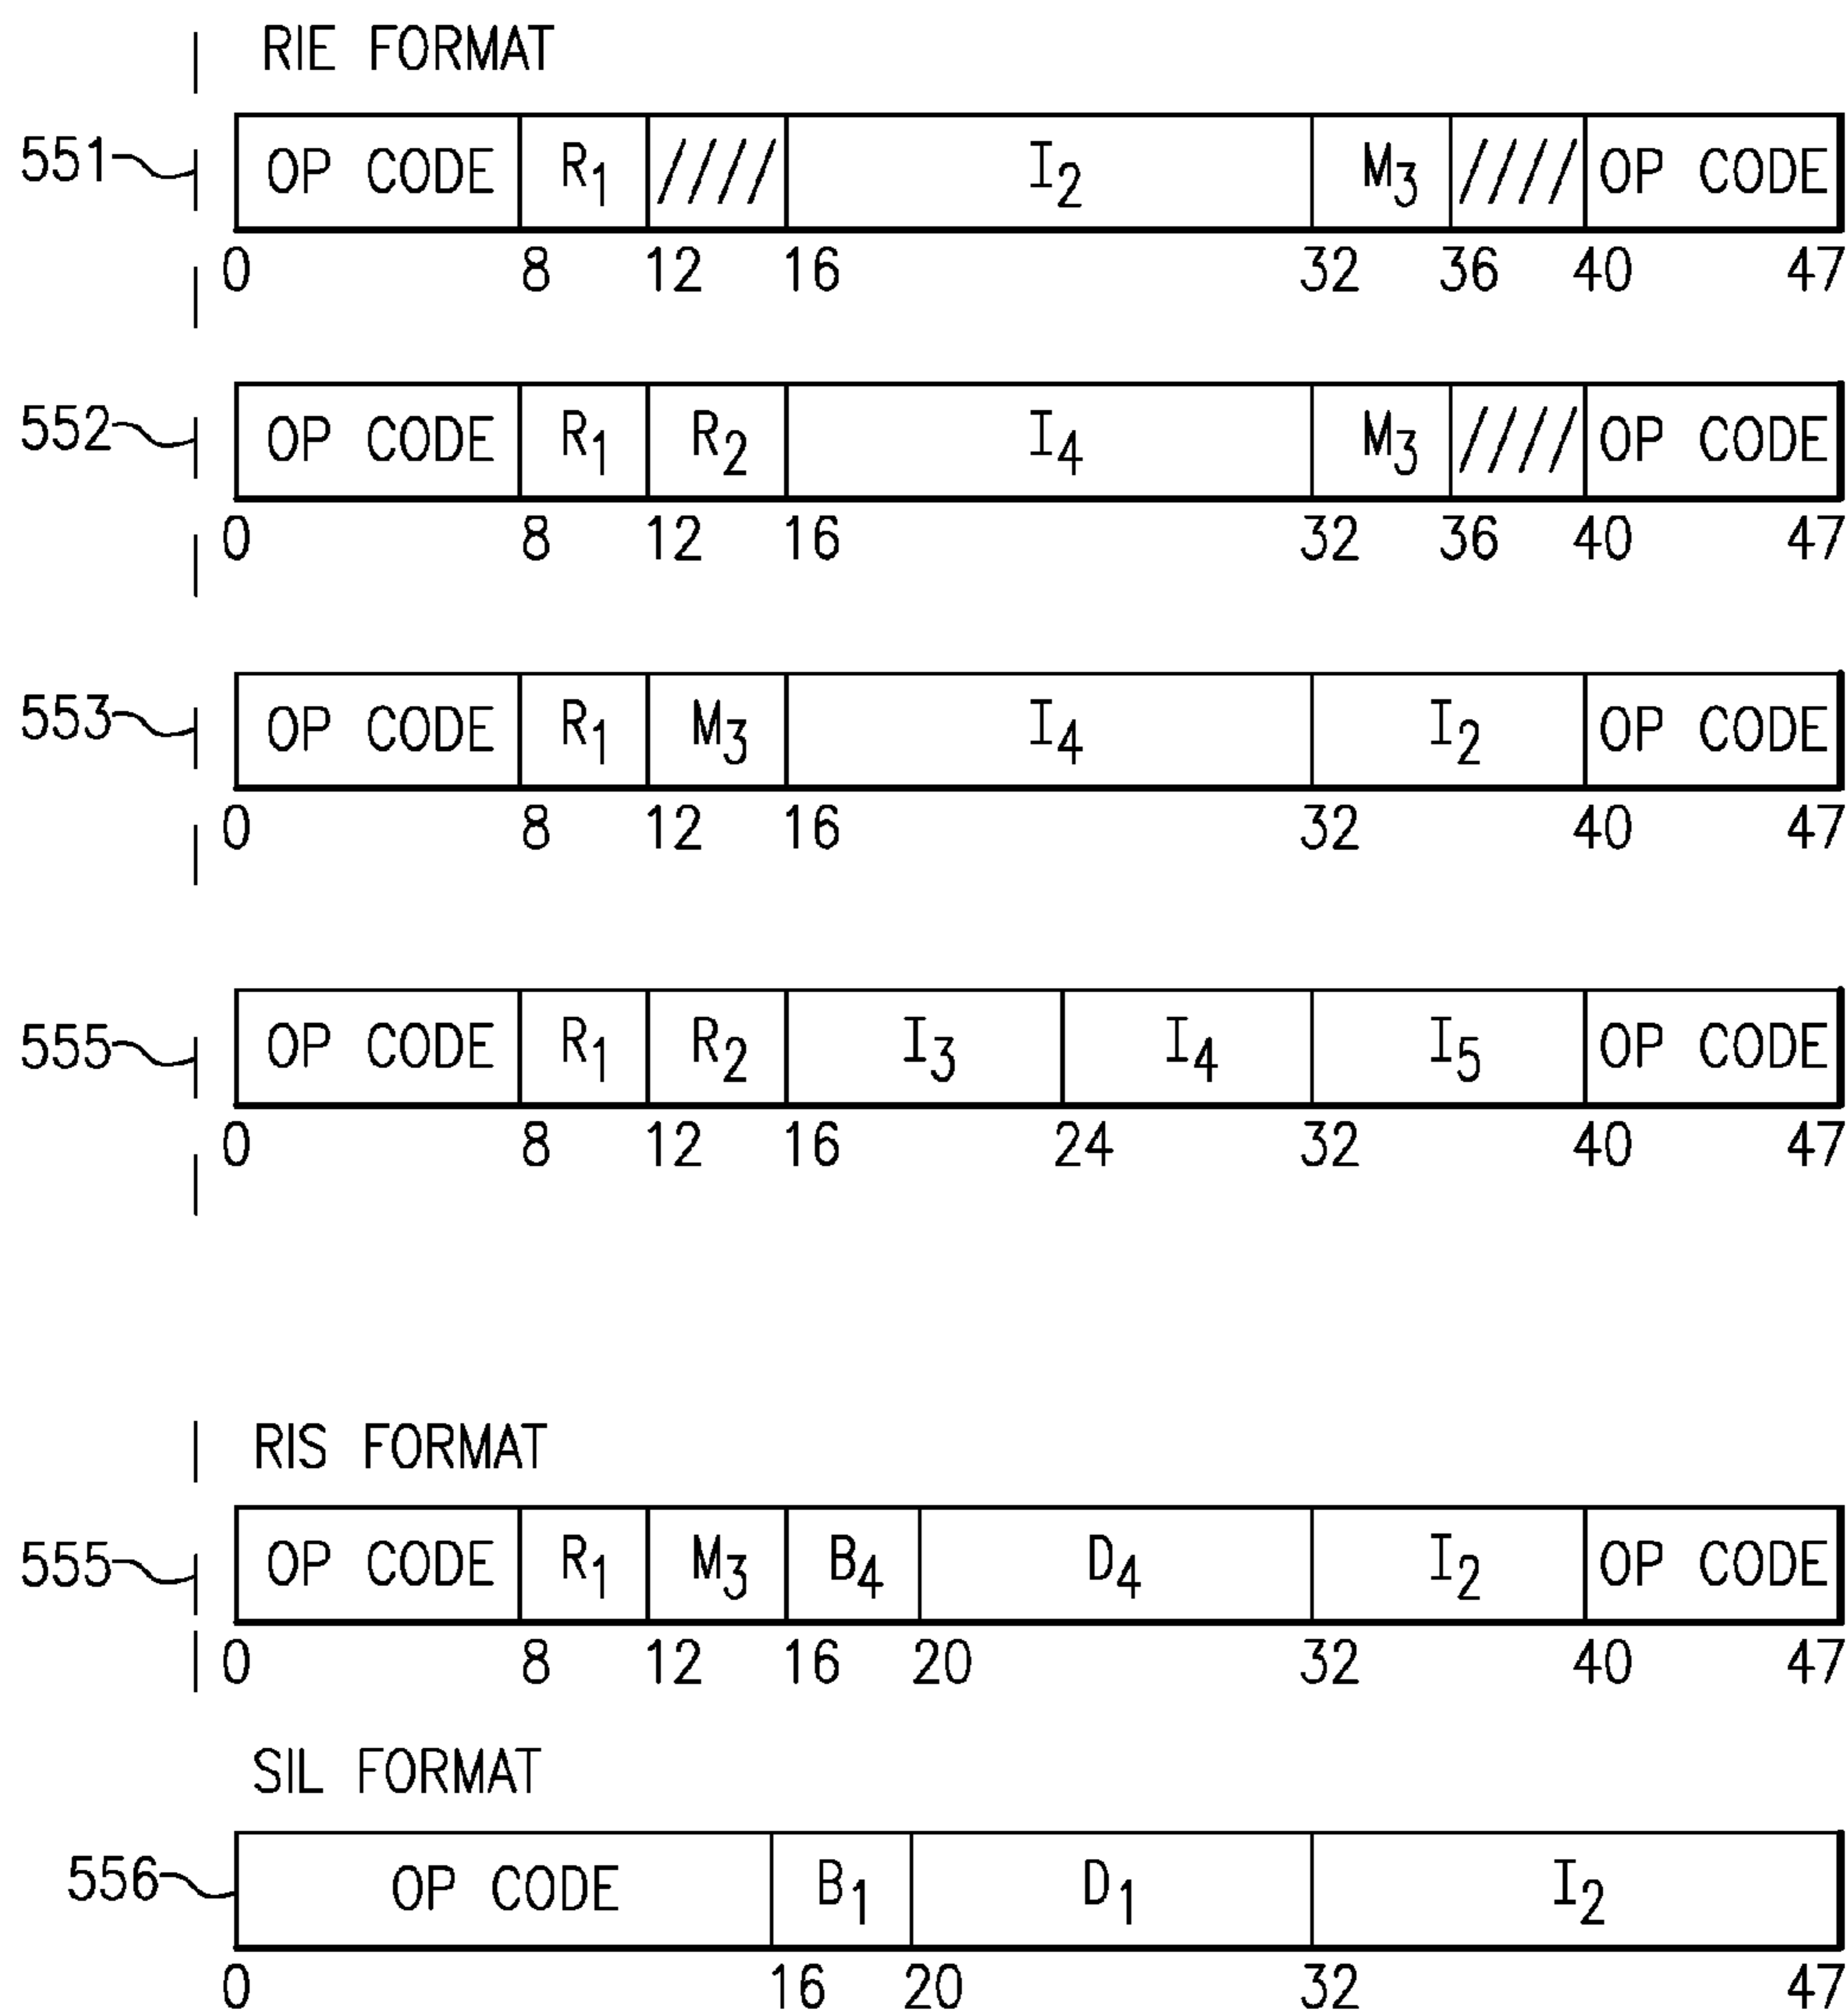 RIE FORMAT
551 OP CODE R1 //// I2 M3 //// OP CODE
0 8 12 16 32 36 40 47
552 OP CODE R1 R2 I4 M3 //// OP CODE
0 8 12 16 32 36 40 47
553 OP CODE R1 M3 I4 I2 OP CODE
0 8 12 16 32 40 47
555 OP CODE R1 R2 I3 I4 I5 OP CODE
0 8 12 16 24 32 40 47
RIS FORMAT
555 OP CODE R1 M3 B4 D4 I2 OP CODE
0 8 12 16 20 32 40 47
SIL FORMAT
556 OP CODE B1 D1 I2
0 16 20 32 47